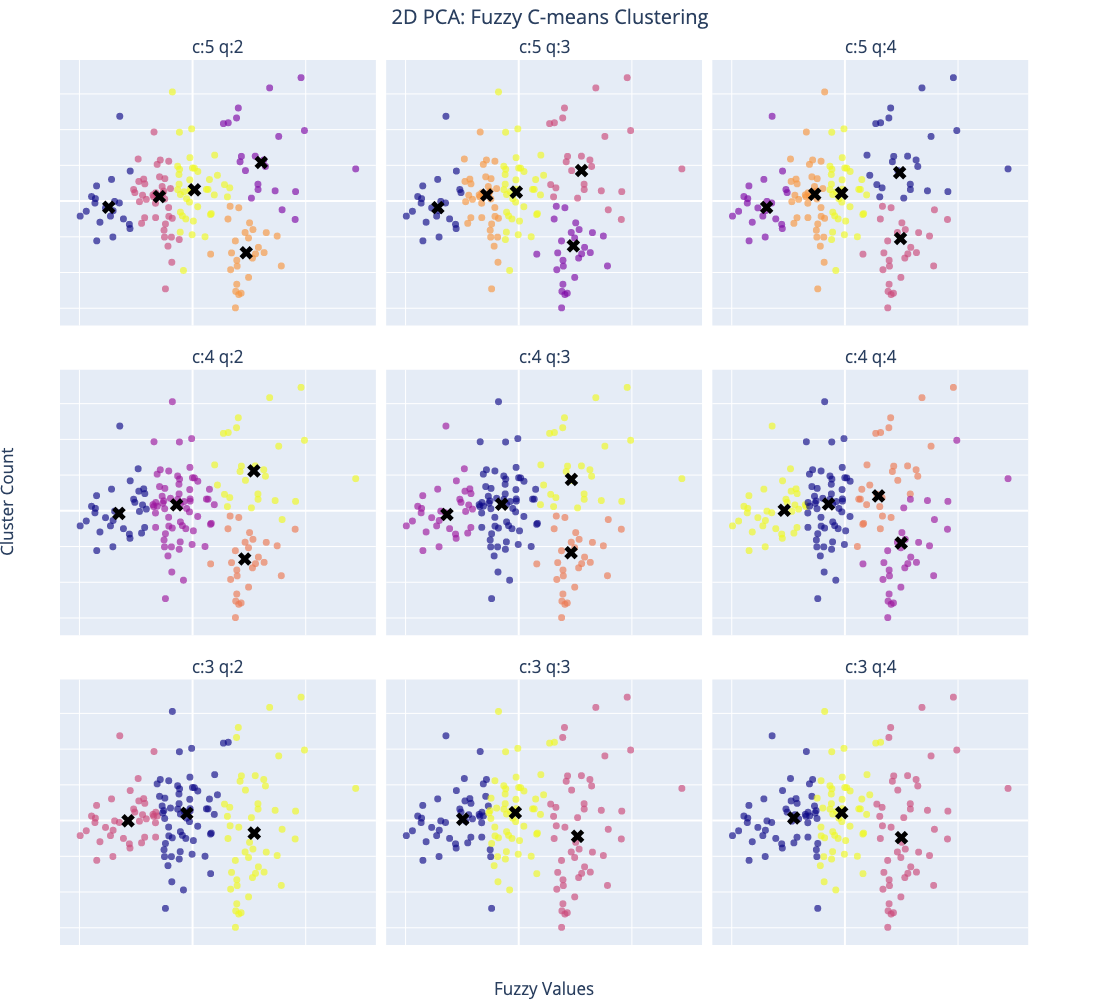 2D PCA: Fuzzy C-means Clustering
c:5 q:2
c:5 q:3
c:5 q:4
c:4 q:2
c:4 q:3
c:4 q:4
Cluster Count
c:3 q:2
c:3 q:3
c:3 q:4
Fuzzy Values